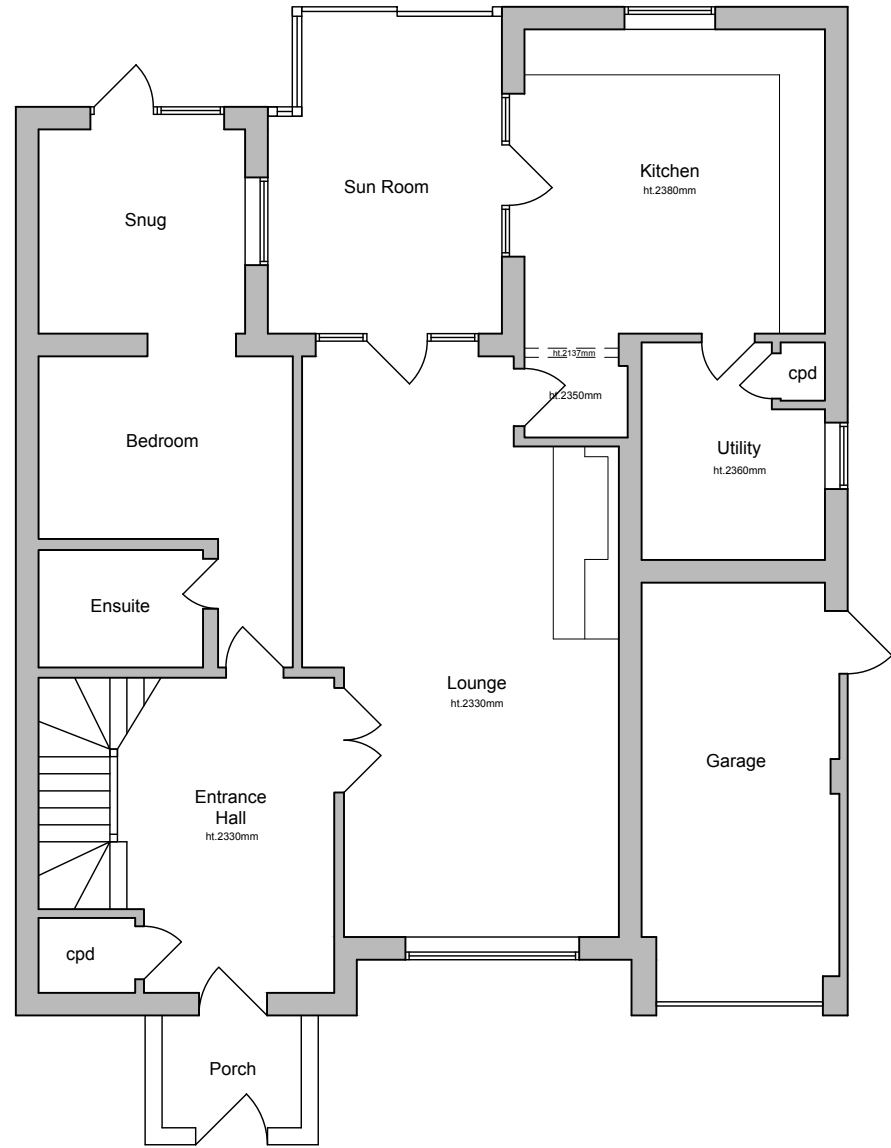 Kitchen
ht.2380mm
Sun Room
Snug
ht.2137mm
cpd
ht.2350mm
Bedroom
Utility
ht.2360mm
Ensuite
Lounge
ht.2330mm
Garage
Entrance
Hall
ht.2330mm
cpd
Porch